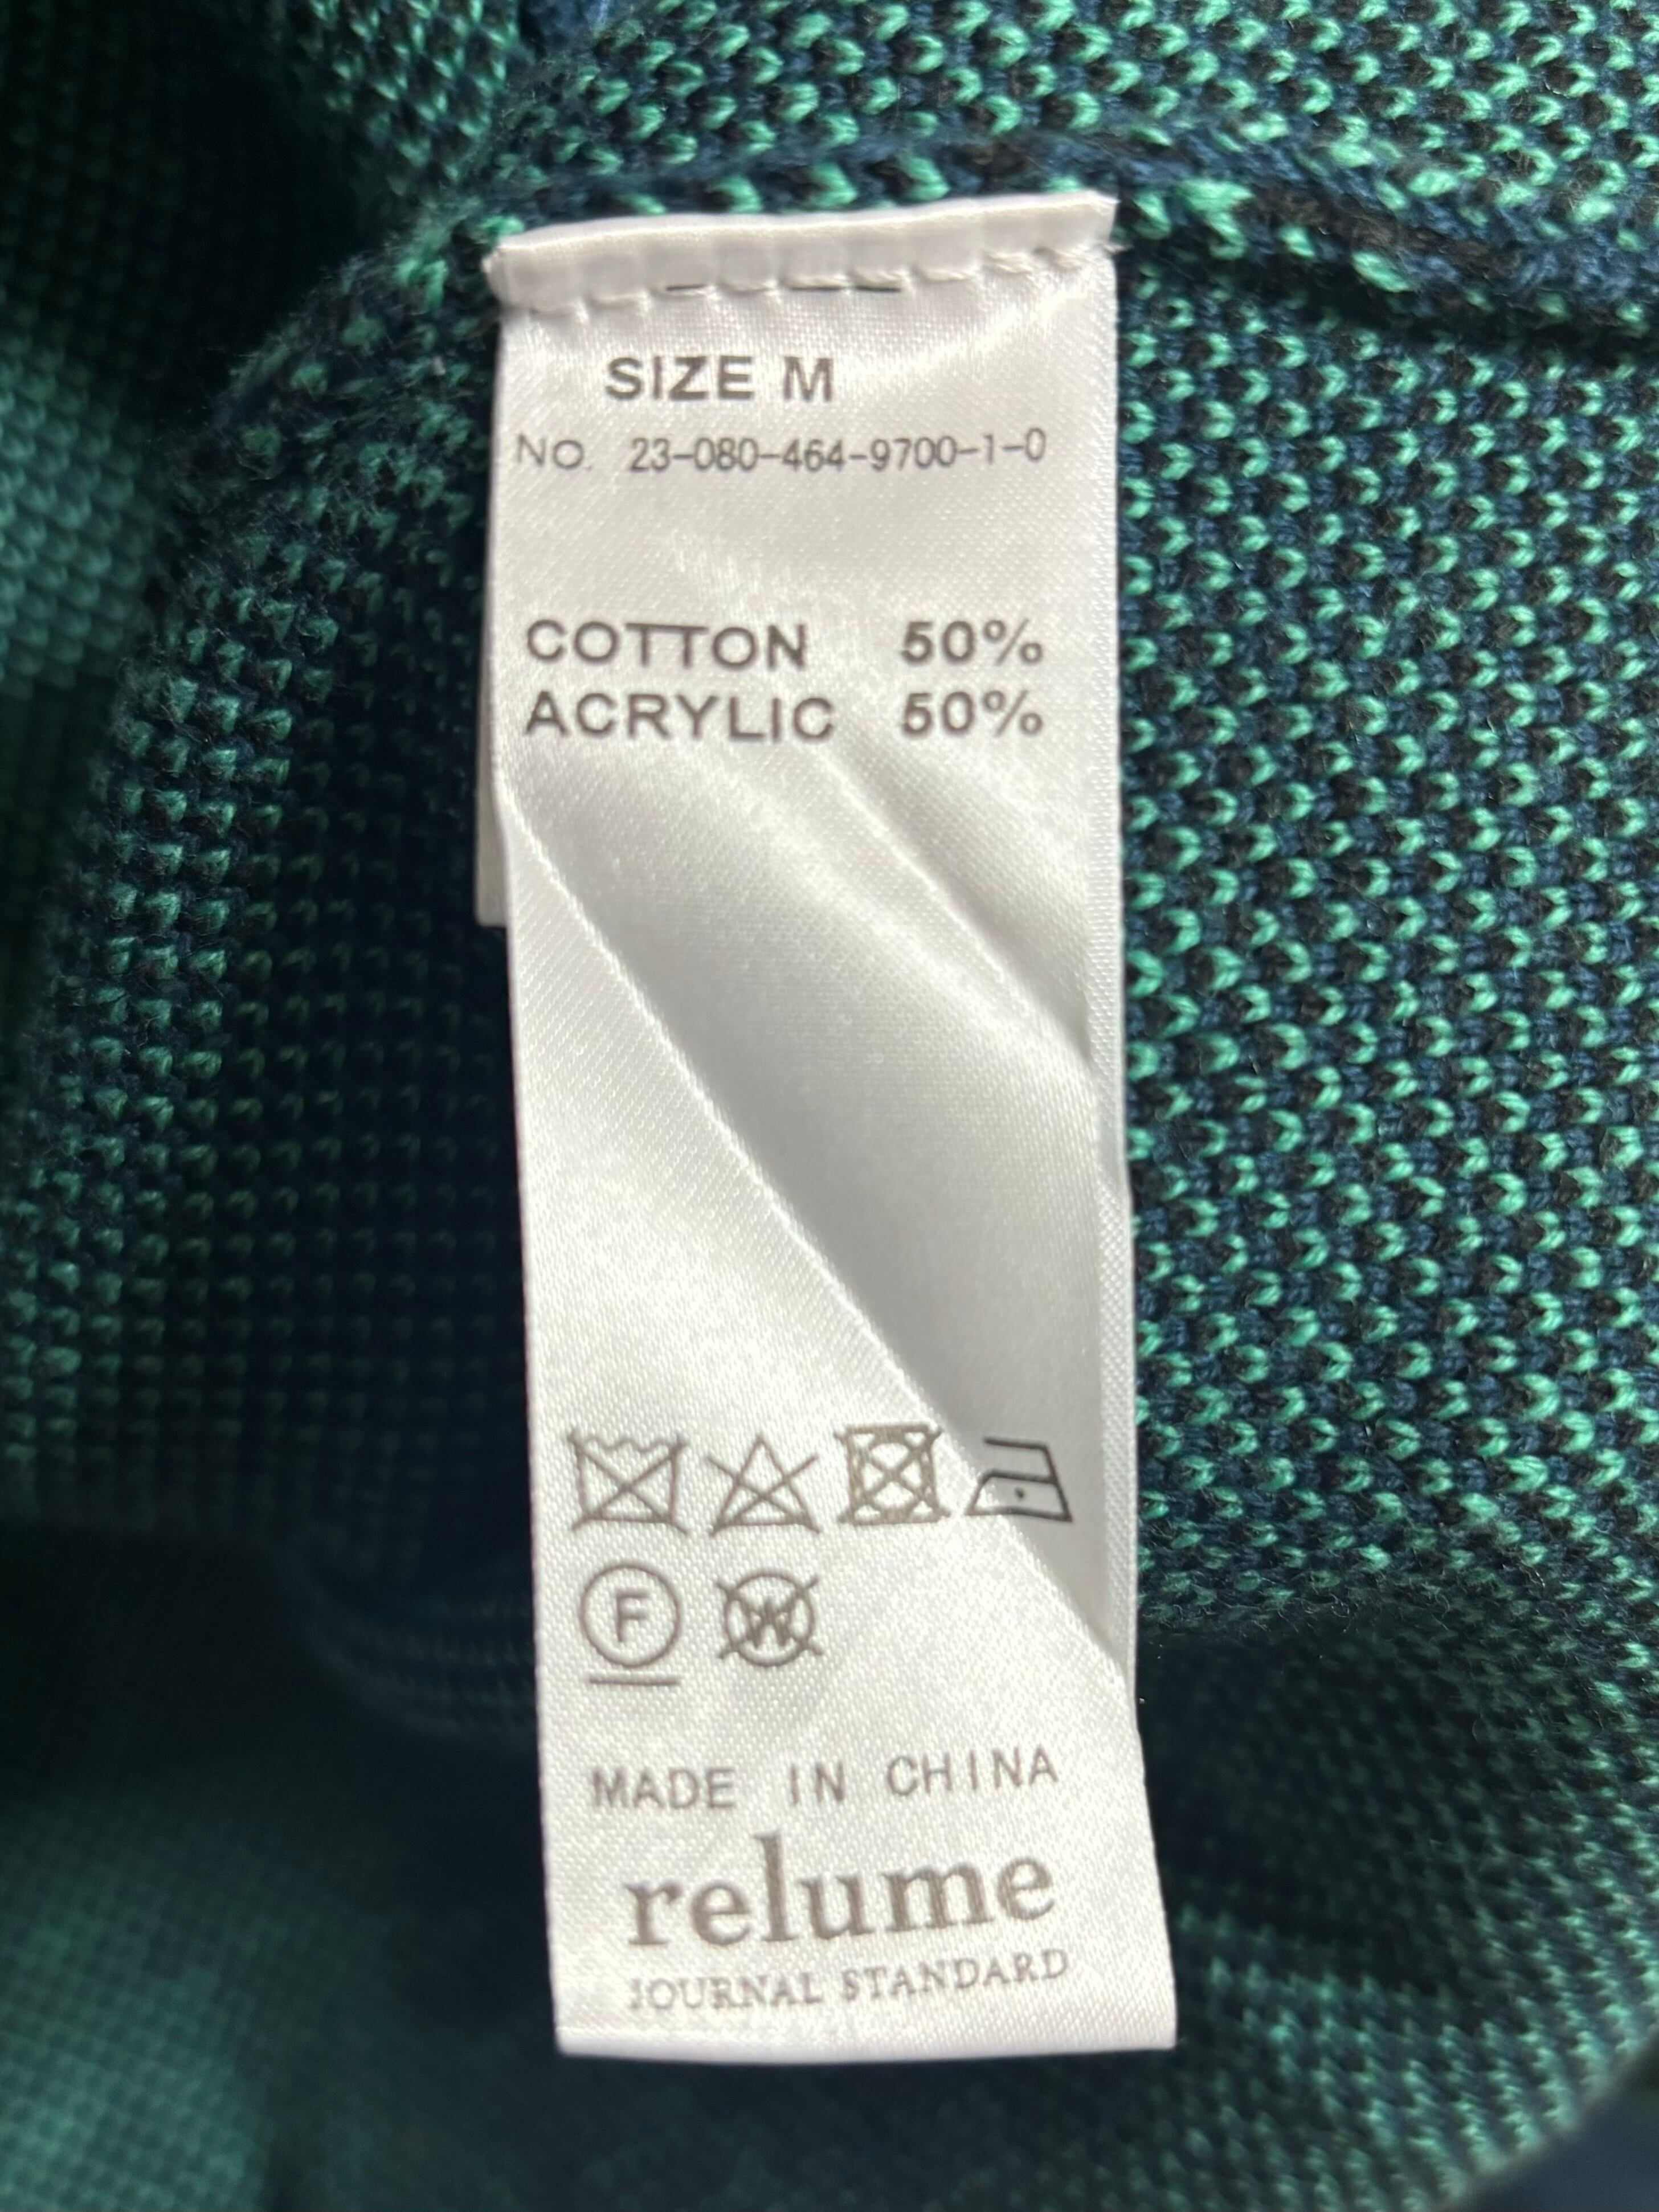 SIZE M
No. 23-080-464-9700-1-0
COTTON 50%
ACRYLIC 50%
F W
MADE IN CHINA
relume
JOURNAL STANDARD